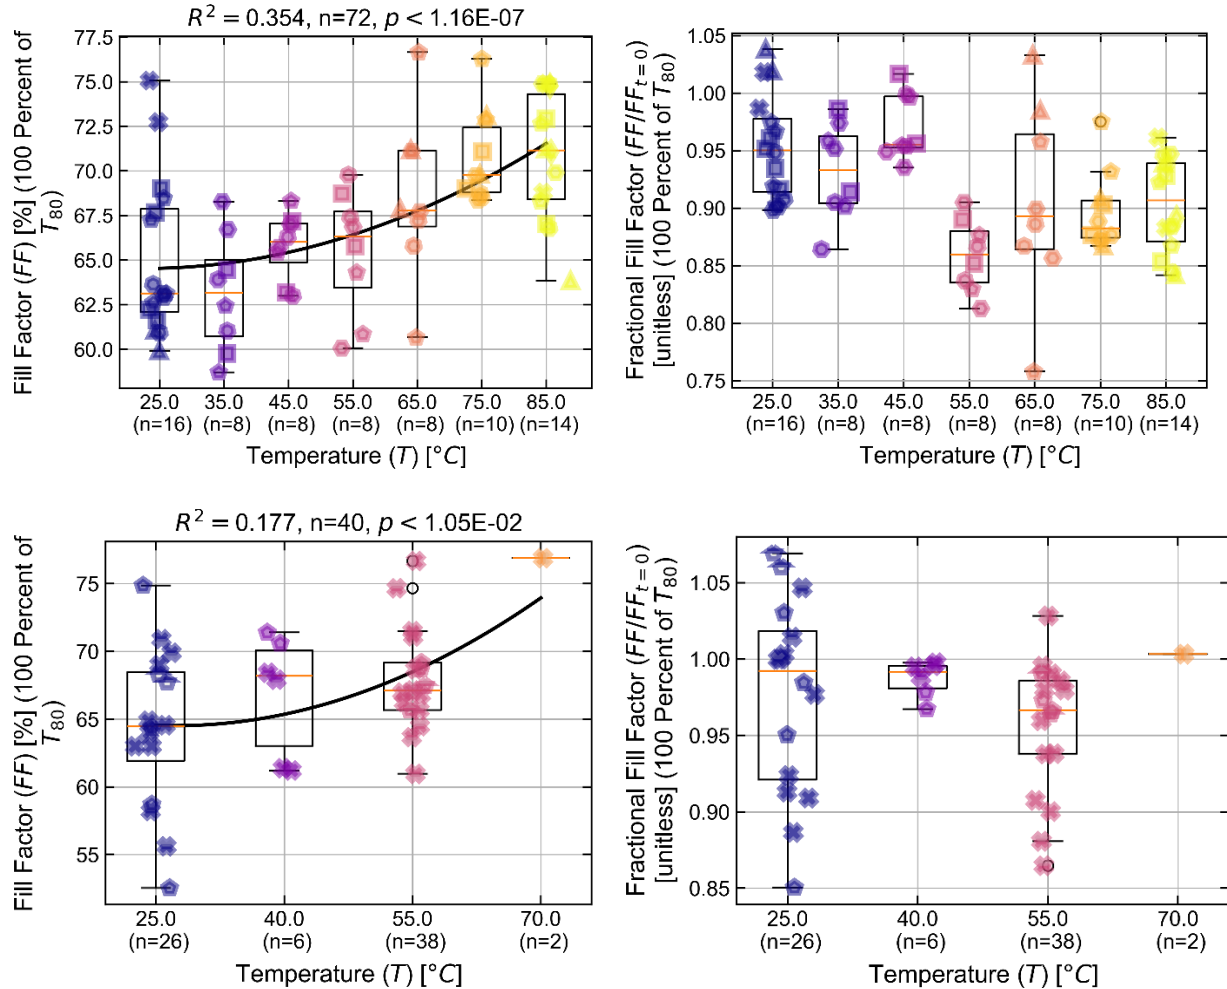 R² = 0.354, n=72, p < 1.16E-07
Fill Factor (FF) [%] (100 Percent of
T₈₀)
77.5
75.0
72.5
70.0
67.5
65.0
62.5
60.0
25.0 35.0 45.0 55.0 65.0 75.0 85.0
(n=16) (n=8) (n=8) (n=8) (n=8) (n=10) (n=14)
Temperature (T) [°C]
Fractional Fill Factor (FF/FFₜ₌₀)
[unitless] (100 Percent of T₈₀)
1.05
1.00
0.95
0.90
0.85
0.80
0.75
25.0 35.0 45.0 55.0 65.0 75.0 85.0
(n=16) (n=8) (n=8) (n=8) (n=8) (n=10) (n=14)
Temperature (T) [°C]
R² = 0.177, n=40, p < 1.05E-02
Fill Factor (FF) [%] (100 Percent of
T₈₀)
75
70
65
60
55
25.0 40.0 55.0 70.0
(n=26) (n=6) (n=38) (n=2)
Temperature (T) [°C]
Fractional Fill Factor (FF/FFₜ₌₀)
[unitless] (100 Percent of T₈₀)
1.05
1.00
0.95
0.90
0.85
25.0 40.0 55.0 70.0
(n=26) (n=6) (n=38) (n=2)
Temperature (T) [°C]